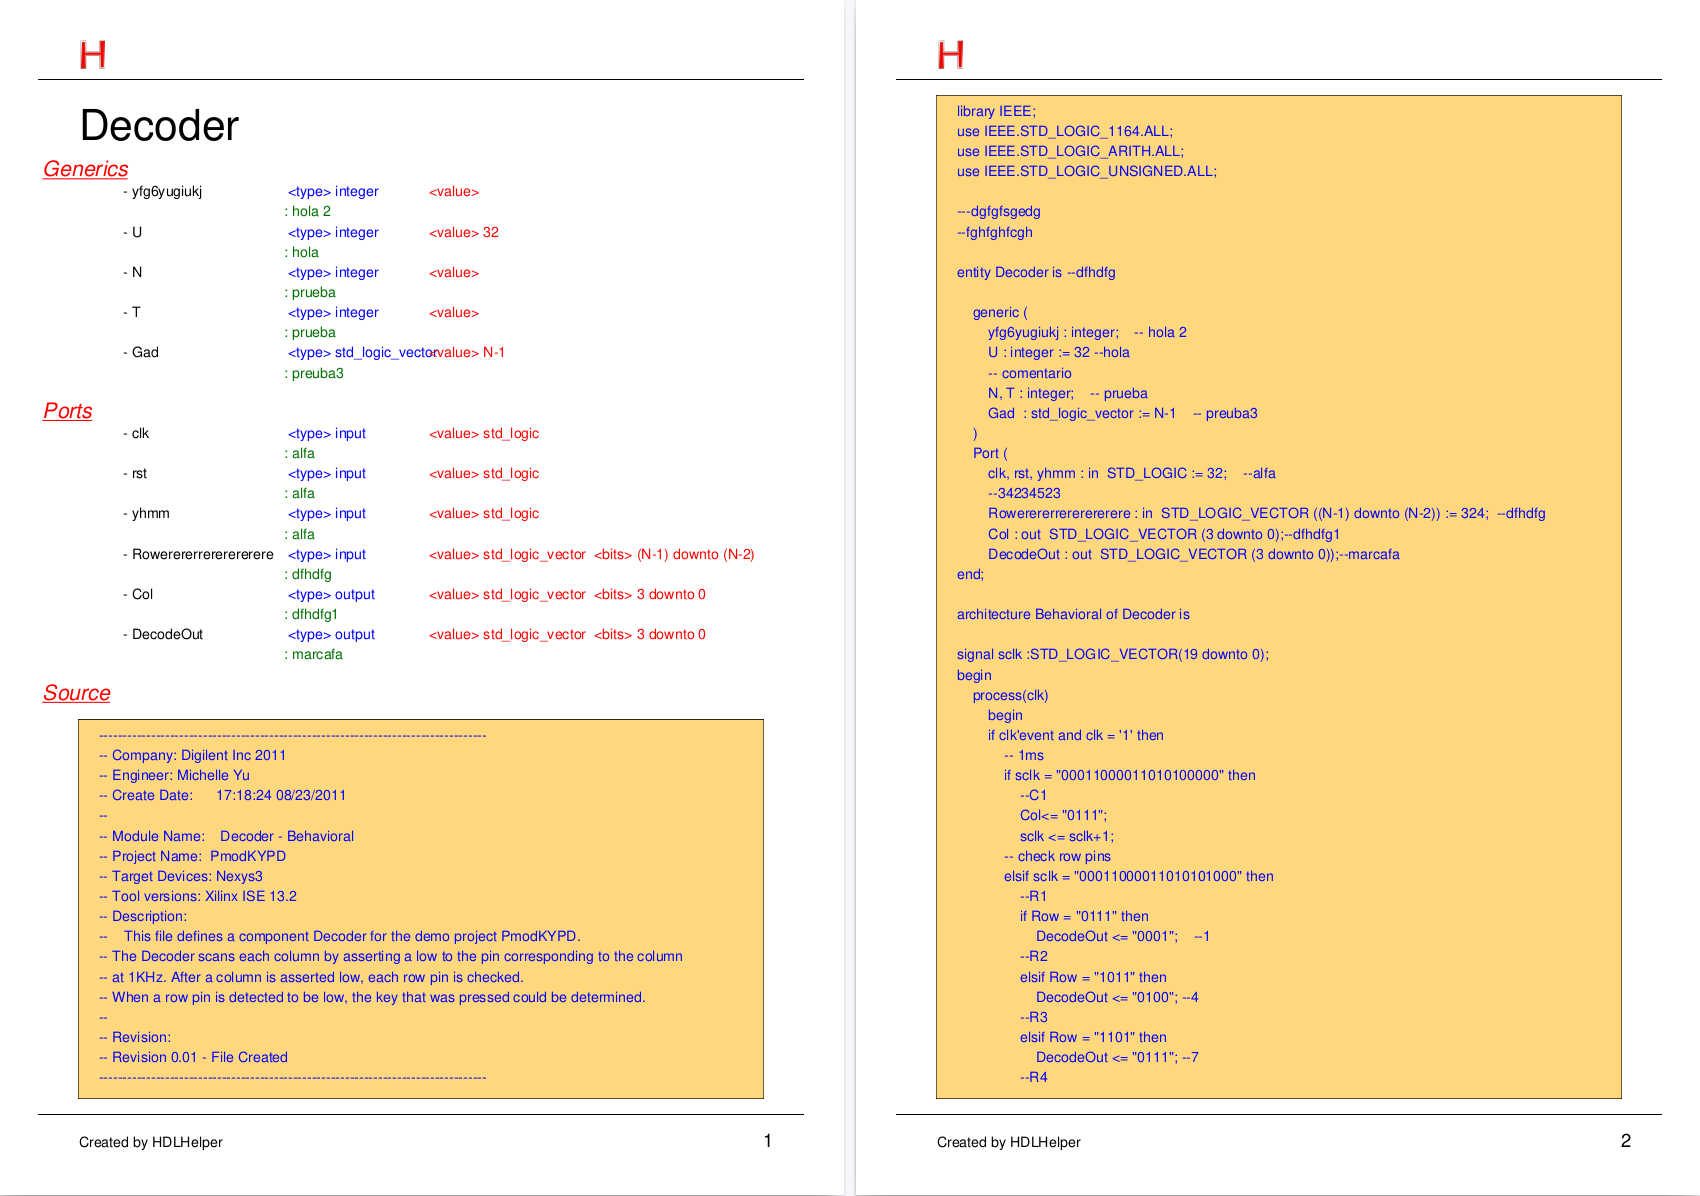 H
Decoder
Generics
- yfg6yugiukj <type> integer <value>
: hola 2
- U <type> integer <value> 32
: hola
- N <type> integer <value>
: prueba
- T <type> integer <value>
: prueba
- Gad <type> std_logic_vector <value> N-1
: preuba3
Ports
- clk <type> input <value> std_logic
: alfa
- rst <type> input <value> std_logic
: alfa
- yhmm <type> input <value> std_logic
: alfa
- Rowerererrerererere <type> input <value> std_logic_vector <bits> (N-1) downto (N-2)
: dfhdfg
- Col <type> output <value> std_logic_vector <bits> 3 downto 0
: dfhdfg1
- DecodeOut <type> output <value> std_logic_vector <bits> 3 downto 0
: marcafa
Source
----------------------------------------------------------------------------------
-- Company: Digilent Inc 2011
-- Engineer: Michelle Yu
-- Create Date:      17:18:24 08/23/2011
--
-- Module Name:    Decoder - Behavioral
-- Project Name:  PmodKYPD
-- Target Devices: Nexys3
-- Tool versions: Xilinx ISE 13.2
-- Description:
--    This file defines a component Decoder for the demo project PmodKYPD.
-- The Decoder scans each column by asserting a low to the pin corresponding to the column
-- at 1KHz. After a column is asserted low, each row pin is checked.
-- When a row pin is detected to be low, the key that was pressed could be determined.
--
-- Revision:
-- Revision 0.01 - File Created
----------------------------------------------------------------------------------
Created by HDLHelper 1
H
library IEEE;
use IEEE.STD_LOGIC_1164.ALL;
use IEEE.STD_LOGIC_ARITH.ALL;
use IEEE.STD_LOGIC_UNSIGNED.ALL;
---dgfgfsgedg
--fghfghfcgh
entity Decoder is --dfhdfg
generic (
yfg6yugiukj : integer;    -- hola 2
U : integer := 32 --hola
-- comentario
N, T : integer;    -- prueba
Gad  : std_logic_vector := N-1    -- preuba3
)
Port (
clk, rst, yhmm : in  STD_LOGIC := 32;    --alfa
--34234523
Rowerererrerererere : in  STD_LOGIC_VECTOR ((N-1) downto (N-2)) := 324;  --dfhdfg
Col : out  STD_LOGIC_VECTOR (3 downto 0);--dfhdfg1
DecodeOut : out  STD_LOGIC_VECTOR (3 downto 0));--marcafa
end;
architecture Behavioral of Decoder is
signal sclk :STD_LOGIC_VECTOR(19 downto 0);
begin
process(clk)
begin
if clk'event and clk = '1' then
-- 1ms
if sclk = "00011000011010100000" then
--C1
Col<= "0111";
sclk <= sclk+1;
-- check row pins
elsif sclk = "00011000011010101000" then
--R1
if Row = "0111" then
DecodeOut <= "0001";    --1
--R2
elsif Row = "1011" then
DecodeOut <= "0100"; --4
--R3
elsif Row = "1101" then
DecodeOut <= "0111"; --7
--R4
Created by HDLHelper 2